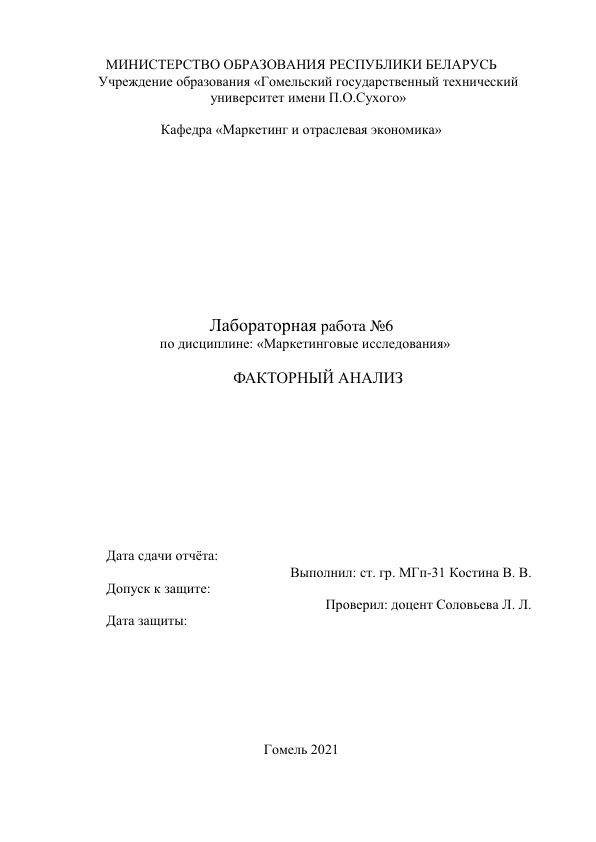 МИНИСТЕРСТВО ОБРАЗОВАНИЯ РЕСПУБЛИКИ БЕЛАРУСЬ
Учреждение образования «Гомельский государственный технический
университет имени П.О.Сухого»
Кафедра «Маркетинг и отраслевая экономика»
Лабораторная работа №6
по дисциплине: «Маркетинговые исследования»
ФАКТОРНЫЙ АНАЛИЗ
Дата сдачи отчёта:
Выполнил: ст. гр. МГп-31 Костина В. В.
Допуск к защите:
Проверил: доцент Соловьева Л. Л.
Дата защиты:
Гомель 2021